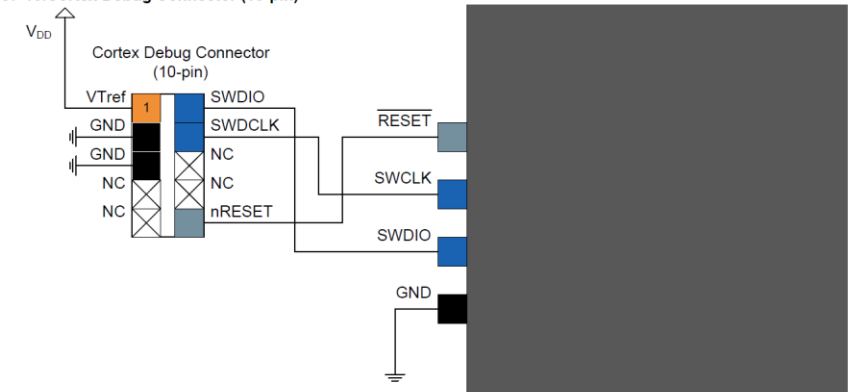 VDD
Cortex Debug Connector
(10-pin)
VTref
1
SWDIO
GND
SWDCLK
GND
NC
NC
NC
NC
nRESET
RESET
SWCLK
SWDIO
GND